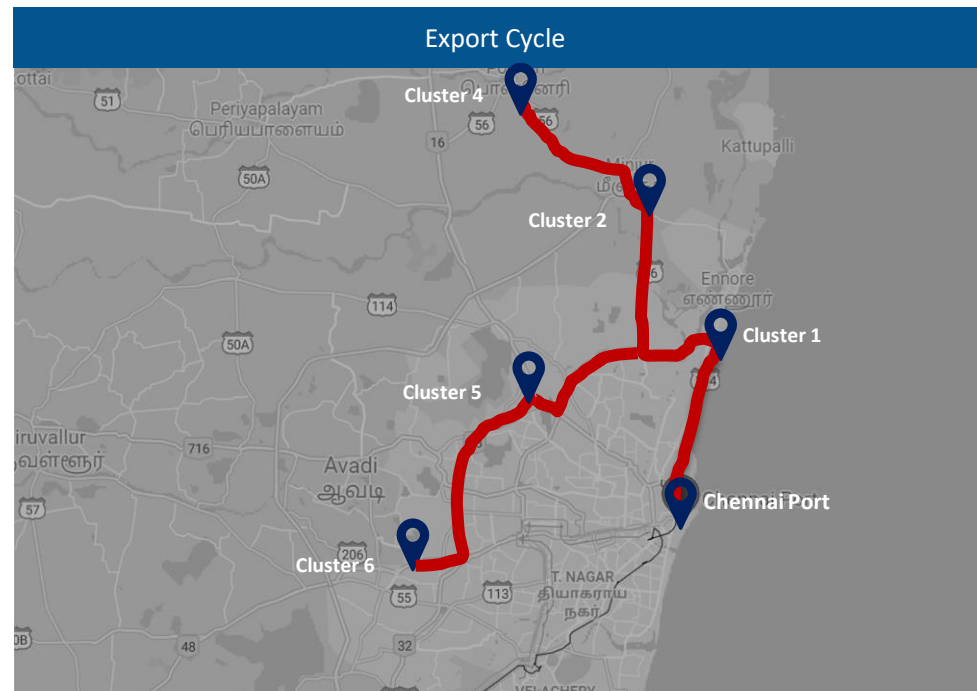 Export Cycle
Cluster 4
51
Periyapalayam
பெரியபாளையம்
56
56
16
Kattupalli
50A
Cluster 2
Ennore
எண்ணூர்
114
50A
Cluster 1
Cluster 5
716
Avadi
ஆவடி
57
Chennai Port
206
Cluster 6
55
113
T. NAGAR
தியாகராய
நகர்
32
48